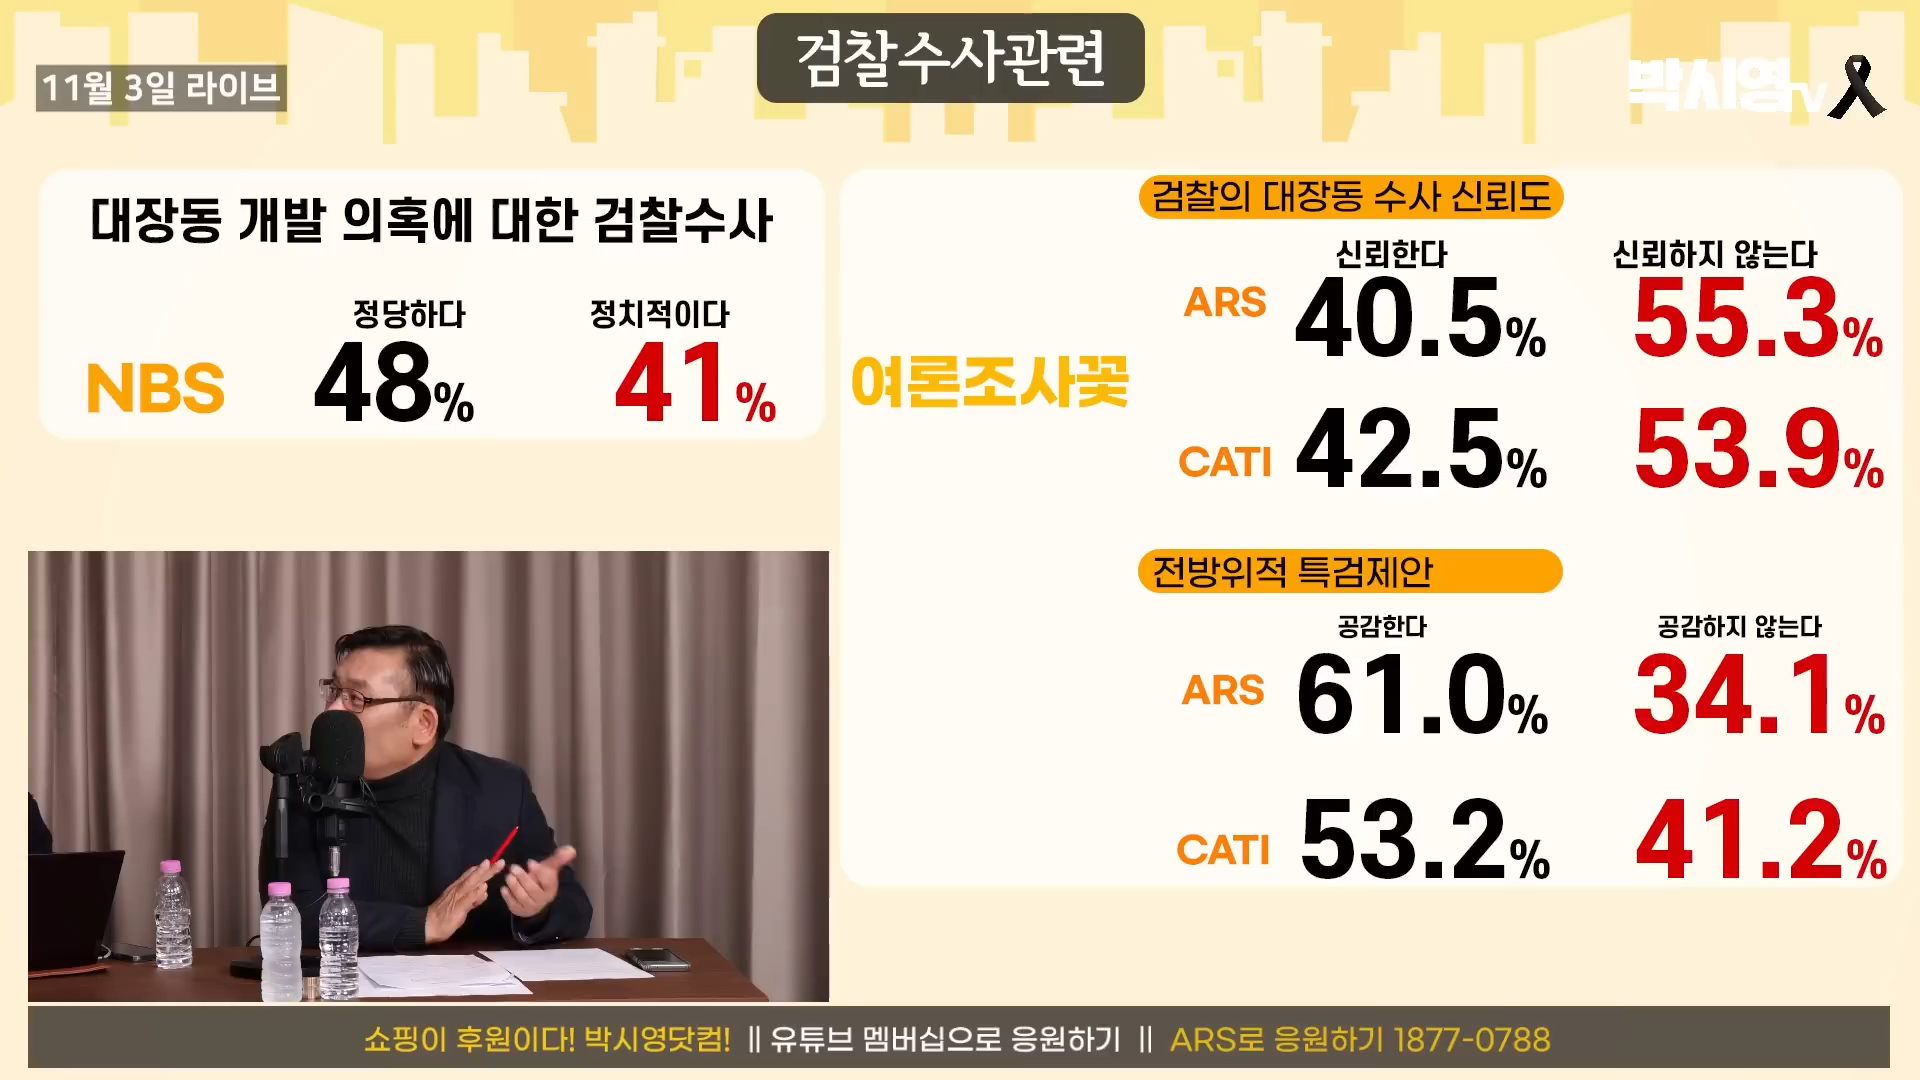 검찰수사관련
11월 3일 라이브
박시영TV
대장동 개발 의혹에 대한 검찰수사
정당하다 정치적이다
NBS 48% 41%
여론조사꽃
검찰의 대장동 수사 신뢰도
신뢰한다 신뢰하지 않는다
ARS 40.5% 55.3%
CATI 42.5% 53.9%
전방위적 특검제안
공감한다 공감하지 않는다
ARS 61.0% 34.1%
CATI 53.2% 41.2%
쇼핑이 후원이다! 박시영닷컴! || 유튜브 멤버십으로 응원하기 || ARS로 응원하기 1877-0788